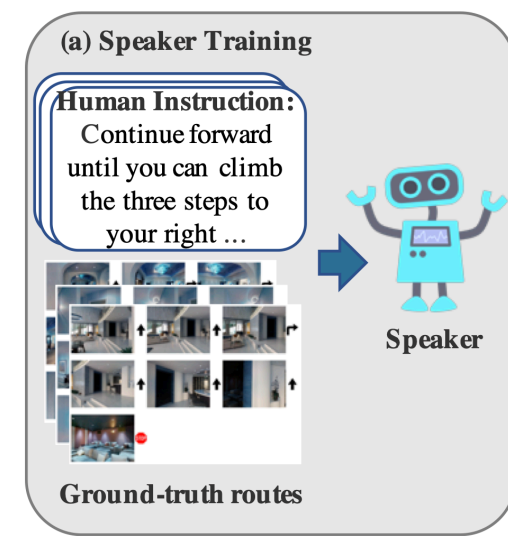 (a) Speaker Training
Human Instruction:
Continue forward
until you can climb
the three steps to
your right ...
Speaker
Ground-truth routes